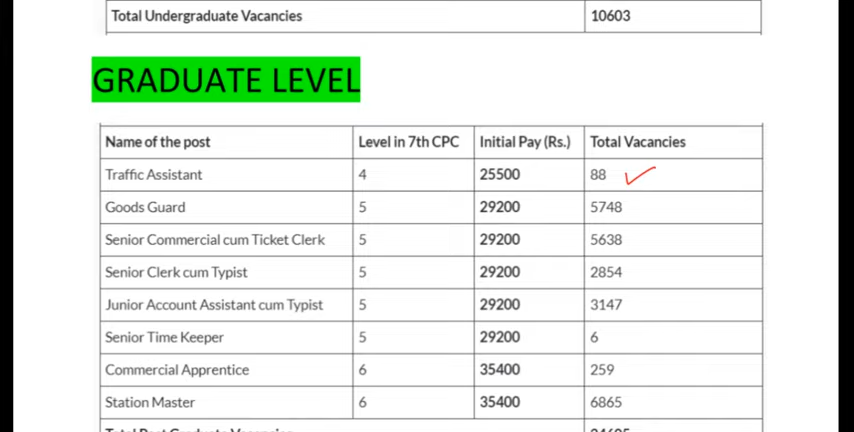 Total Undergraduate Vacancies 10603
GRADUATE LEVEL
Name of the post Level in 7th CPC Initial Pay (Rs.) Total Vacancies
Traffic Assistant 4 25500 88
Goods Guard 5 29200 5748
Senior Commercial cum Ticket Clerk 5 29200 5638
Senior Clerk cum Typist 5 29200 2854
Junior Account Assistant cum Typist 5 29200 3147
Senior Time Keeper 5 29200 6
Commercial Apprentice 6 35400 259
Station Master 6 35400 6865